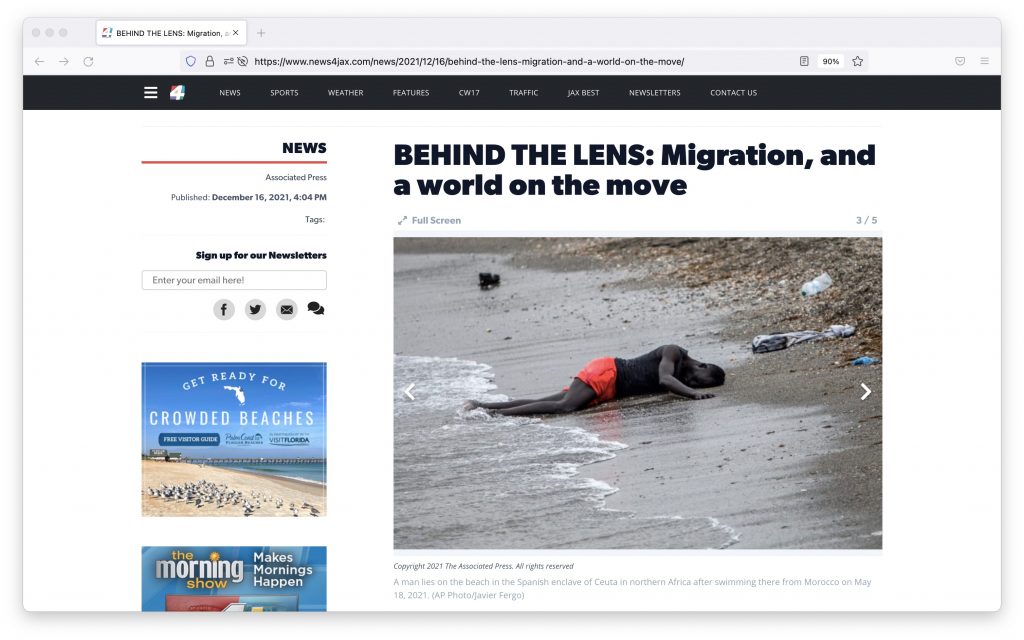 BEHIND THE LENS: Migration, a
https://www.news4jax.com/news/2021/12/16/behind-the-lens-migration-and-a-world-on-the-move/
90%
4
NEWS
SPORTS
WEATHER
FEATURES
CW17
TRAFFIC
JAX BEST
NEWSLETTERS
CONTACT US
NEWS
Associated Press
Published: December 16, 2021, 4:04 PM
Tags:
Sign up for our Newsletters
Enter your email here!
GET READY FOR
CROWDED BEACHES
FREE VISITOR GUIDE
Palm Coast
FLAGLER BEACHES
VISITFLORIDA
the
morning
show
Makes
Mornings
Happen
BEHIND THE LENS: Migration, and
a world on the move
Full Screen
3 / 5
Copyright 2021 The Associated Press. All rights reserved
A man lies on the beach in the Spanish enclave of Ceuta in northern Africa after swimming there from Morocco on May
18, 2021. (AP Photo/Javier Fergo)